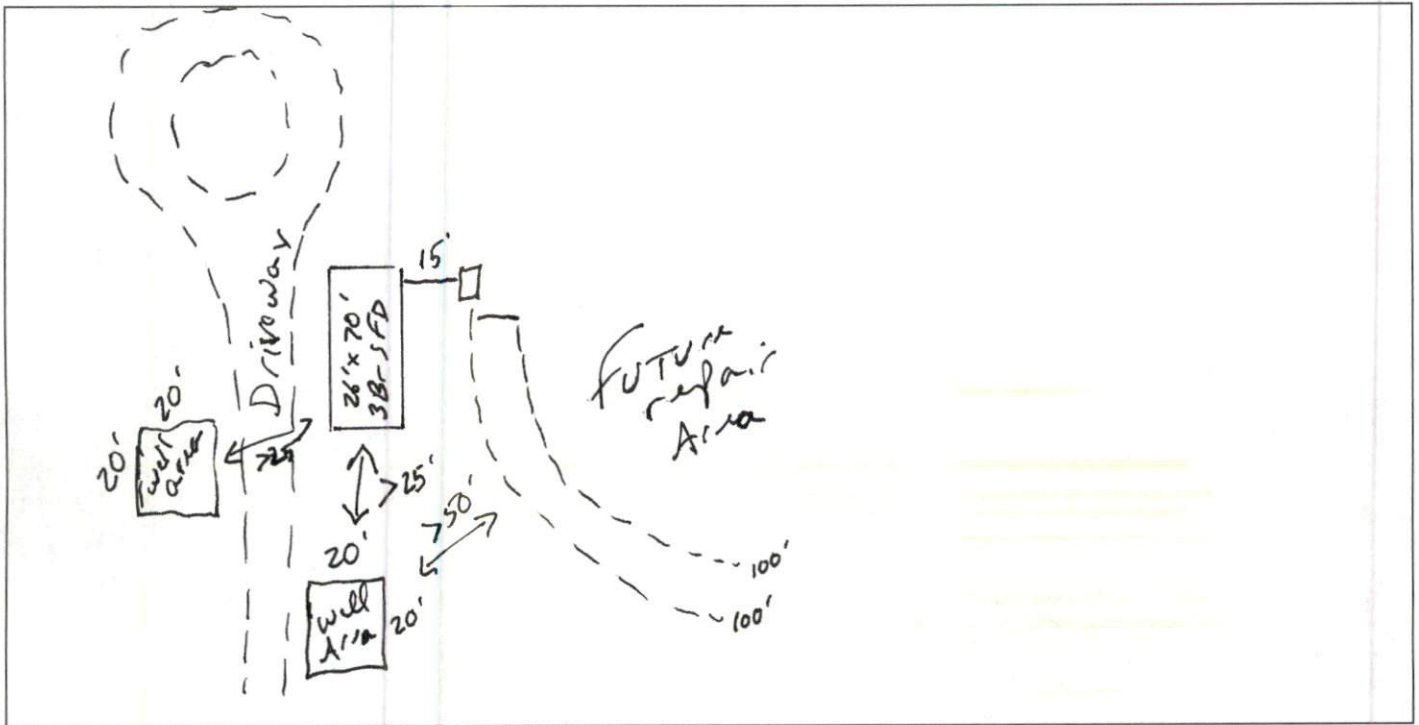 Driveway
15'
26' x 70'
3Br SFD
Future
repair
Area
20'
20'
well
area
>25
>25'
>50'
20'
20'
well
Area
100'
100'